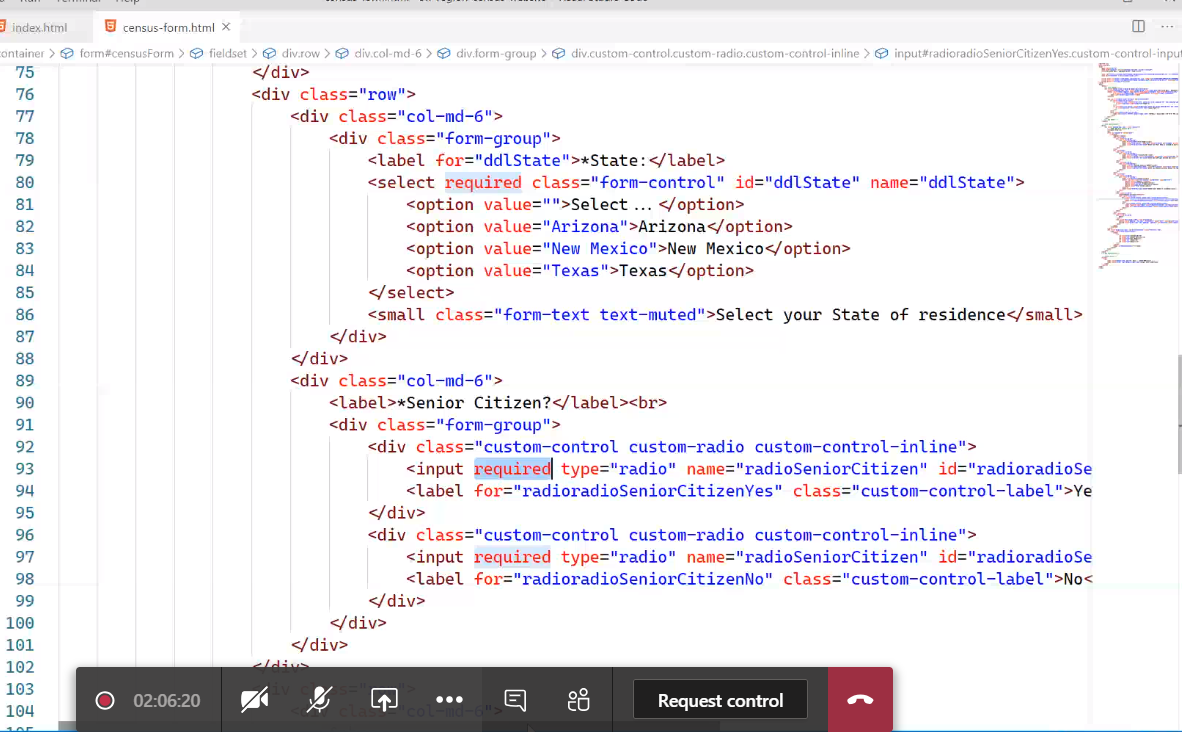 index.html census-form.html
ontainer > form#censusForm > fieldset > div.row > div.col-md-6 > div.form-group > div.custom-control.custom-radio.custom-control-inline > input#radioradioSeniorCitizenYes.custom-control-input
75 </div>
76 <div class="row">
77 <div class="col-md-6">
78 <div class="form-group">
79 <label for="ddlState">*State:</label>
80 <select required class="form-control" id="ddlState" name="ddlState">
81 <option value="">Select...</option>
82 <option value="Arizona">Arizona</option>
83 <option value="New Mexico">New Mexico</option>
84 <option value="Texas">Texas</option>
85 </select>
86 <small class="form-text text-muted">Select your State of residence</small>
87 </div>
88 </div>
89 <div class="col-md-6">
90 <label>*Senior Citizen?</label><br>
91 <div class="form-group">
92 <div class="custom-control custom-radio custom-control-inline">
93 <input required type="radio" name="radioSeniorCitizen" id="radioradioSe
94 <label for="radioradioSeniorCitizenYes" class="custom-control-label">Ye
95 </div>
96 <div class="custom-control custom-radio custom-control-inline">
97 <input required type="radio" name="radioSeniorCitizen" id="radioradioSe
98 <label for="radioradioSeniorCitizenNo" class="custom-control-label">No<
99 </div>
100 </div>
101 </div>
102 </div>
103 <div class="row">
104 <div class="col-md-6">
02:06:20 Request control